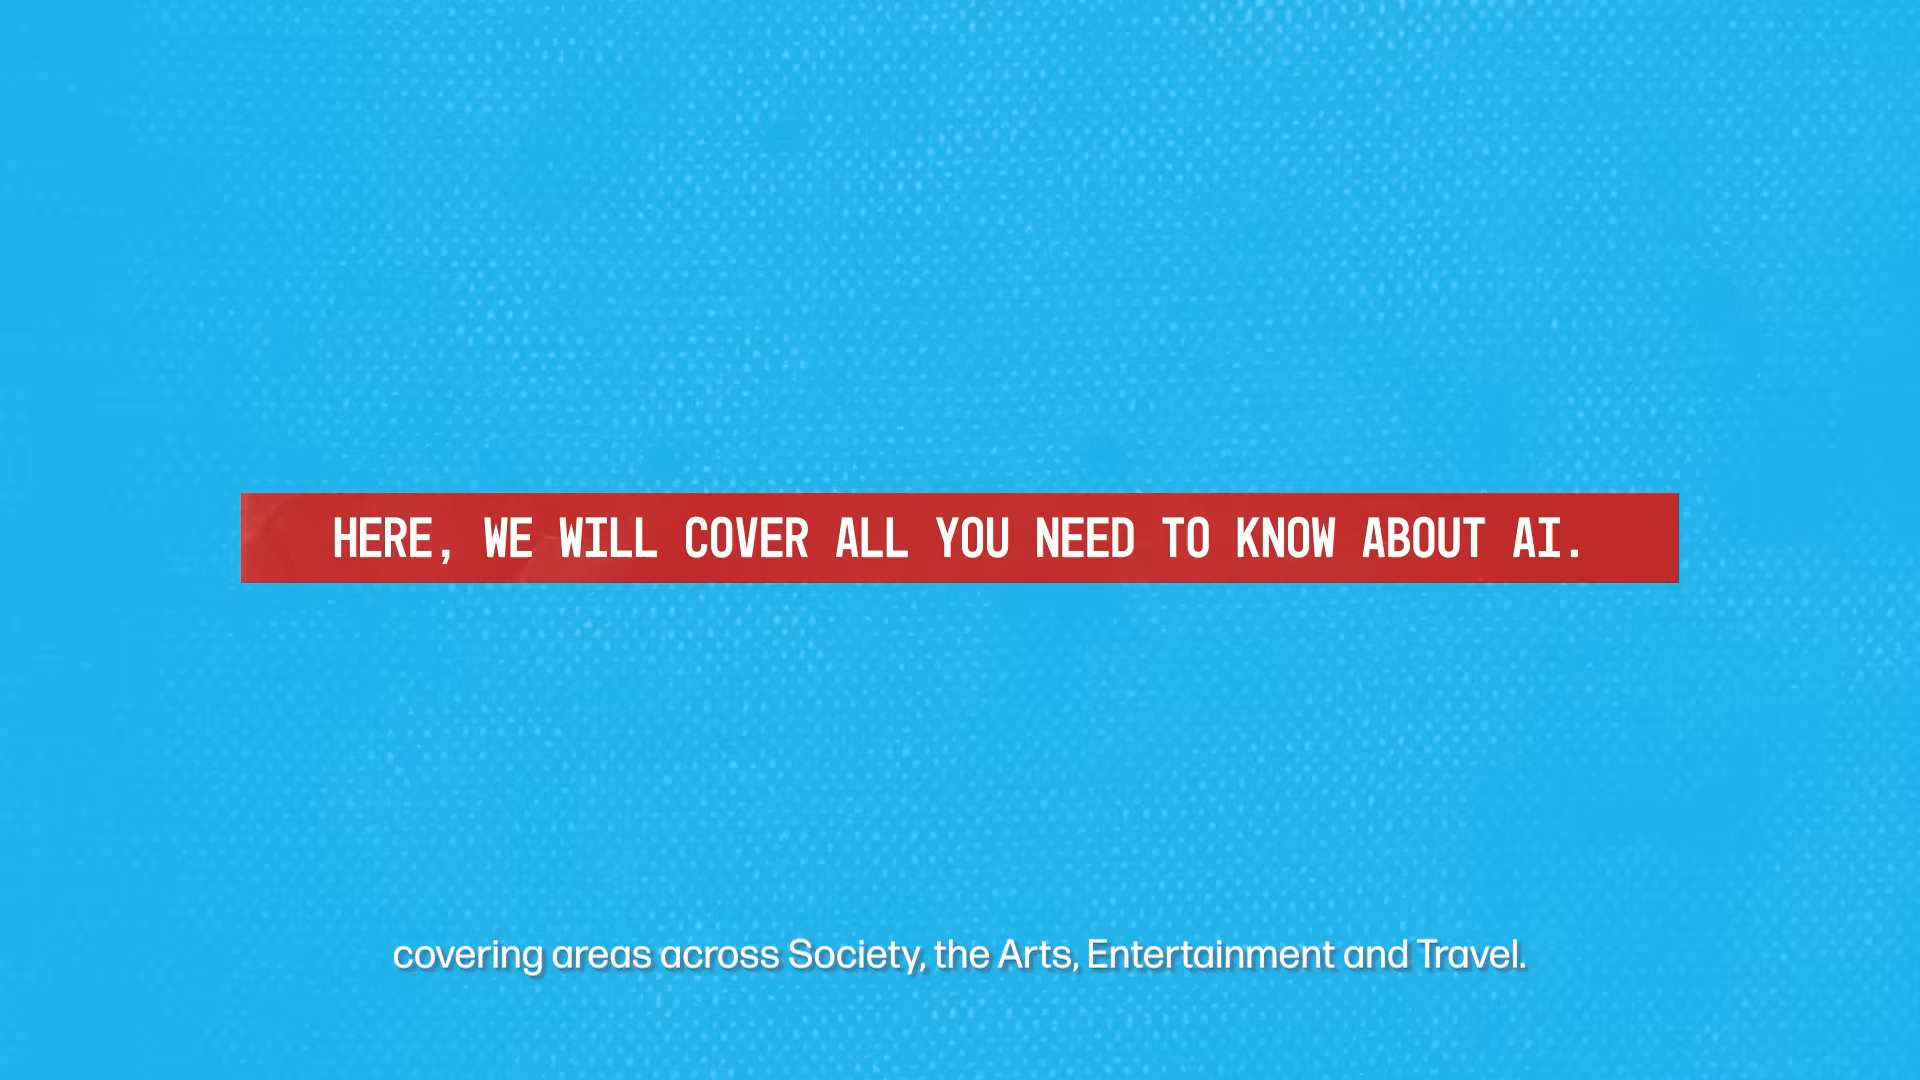 HERE, WE WILL COVER ALL YOU NEED TO KNOW ABOUT AI.
covering areas across Society, the Arts, Entertainment and Travel.